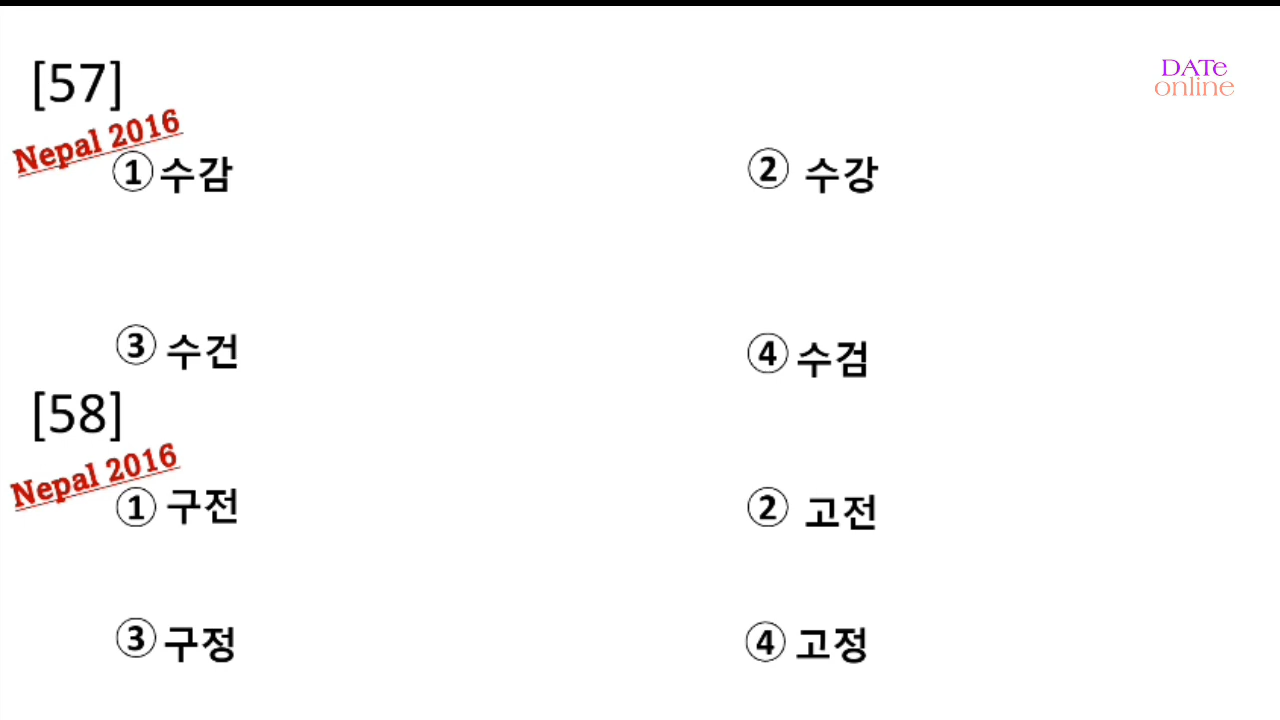 [57]
DATe
online
Nepal 2016
① 수감
② 수강
③ 수건
④ 수검
[58]
Nepal 2016
① 구전
② 고전
③ 구정
④ 고정